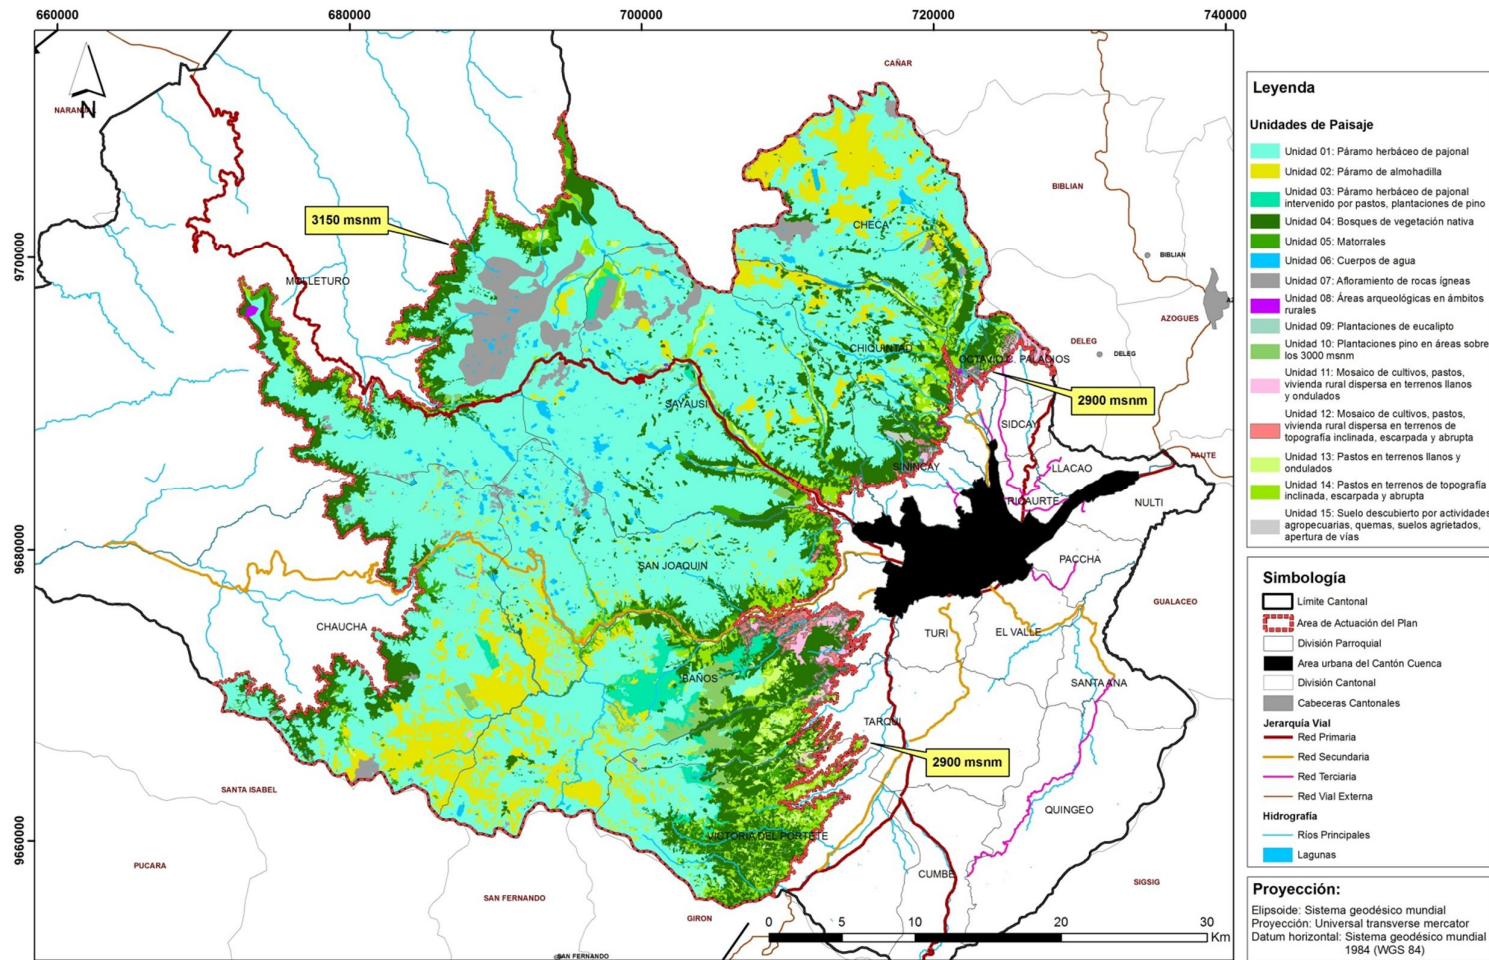 660000
680000
700000
720000
740000
CAÑAR
N
3150 msnm
BIBLIAN
CHECA
9700000
BIBLIAN
MOLLETURO
AZOGUES
DELEG
CHIQUINTAD
OCTAVIO C. PALACIOS
DELEG
2900 msnm
SAYAUSI
SIDCAY
PAUTE
SININCAY
LLACAO
RICAURTE
NULTI
9680000
SAN JOAQUIN
PACCHA
GUALACEO
CHAUCHA
TURI
EL VALLE
BAÑOS
SANTA ANA
TARQUI
2900 msnm
SANTA ISABEL
QUINGEO
9660000
VICTORIA DEL PORTETE
PUCARA
CUMBE
SIGSIG
SAN FERNANDO
GIRON
0 5 10 20 30
Km
SAN FERNANDO
Leyenda
Unidades de Paisaje
Unidad 01: Páramo herbáceo de pajonal
Unidad 02: Páramo de almohadilla
Unidad 03: Páramo herbáceo de pajonal
intervenido por pastos, plantaciones de pino
Unidad 04: Bosques de vegetación nativa
Unidad 05: Matorrales
Unidad 06: Cuerpos de agua
Unidad 07: Afloramiento de rocas ígneas
Unidad 08: Áreas arqueológicas en ámbitos
rurales
Unidad 09: Plantaciones de eucalipto
Unidad 10: Plantaciones pino en áreas sobre
los 3000 msnm
Unidad 11: Mosaico de cultivos, pastos,
vivienda rural dispersa en terrenos llanos
y ondulados
Unidad 12: Mosaico de cultivos, pastos,
vivienda rural dispersa en terrenos de
topografía inclinada, escarpada y abrupta
Unidad 13: Pastos en terrenos llanos y
ondulados
Unidad 14: Pastos en terrenos de topografía
inclinada, escarpada y abrupta
Unidad 15: Suelo descubierto por actividades
agropecuarias, quemas, suelos agrietados,
apertura de vías
Simbología
Límite Cantonal
Area de Actuación del Plan
División Parroquial
Area urbana del Cantón Cuenca
División Cantonal
Cabeceras Cantonales
Jerarquía Vial
Red Primaria
Red Secundaria
Red Terciaria
Red Vial Externa
Hidrografía
Ríos Principales
Lagunas
Proyección:
Elipsoide: Sistema geodésico mundial
Proyección: Universal transverse mercator
Datum horizontal: Sistema geodésico mundial
1984 (WGS 84)